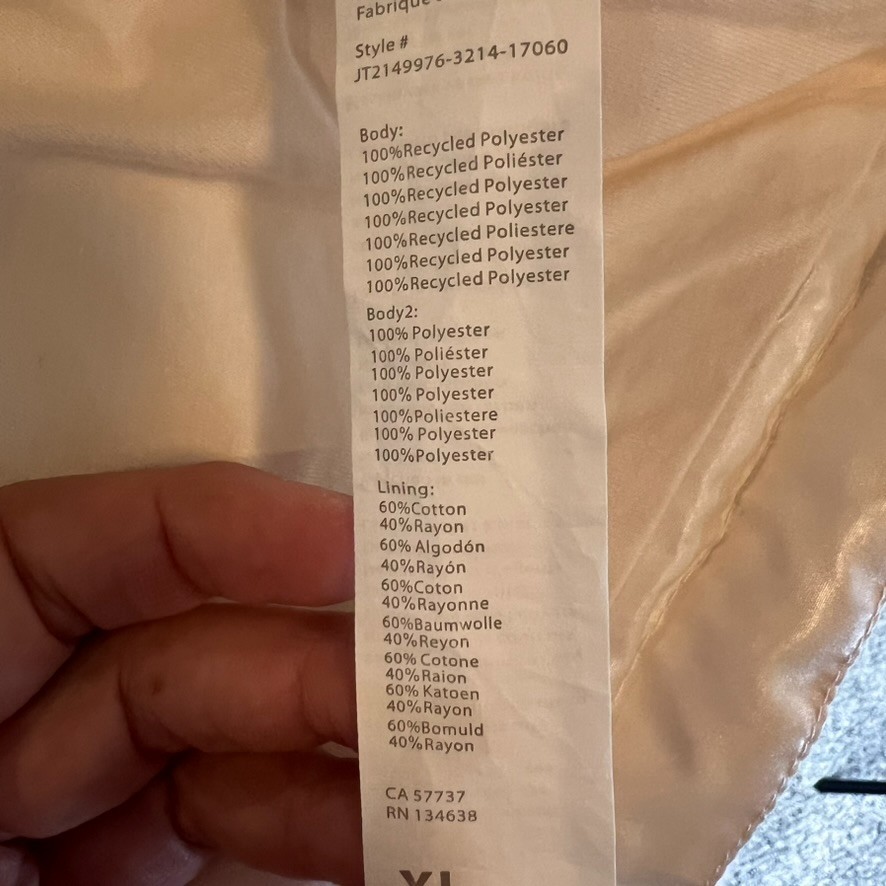 Fabriqué
Style #
JT2149976-3214-17060
Body:
100%Recycled Polyester
100%Recycled Poliéster
100%Recycled Polyester
100%Recycled Polyester
100%Recycled Poliestere
100%Recycled Polyester
100%Recycled Polyester
Body2:
100% Polyester
100% Poliéster
100% Polyester
100% Polyester
100%Poliestere
100% Polyester
100%Polyester
Lining:
60%Cotton
40%Rayon
60% Algodón
40%Rayón
60%Coton
40%Rayonne
60%Baumwolle
40%Reyon
60% Cotone
40%Raion
60% Katoen
40%Rayon
60%Bomuld
40%Rayon
CA 57737
RN 134638
XL